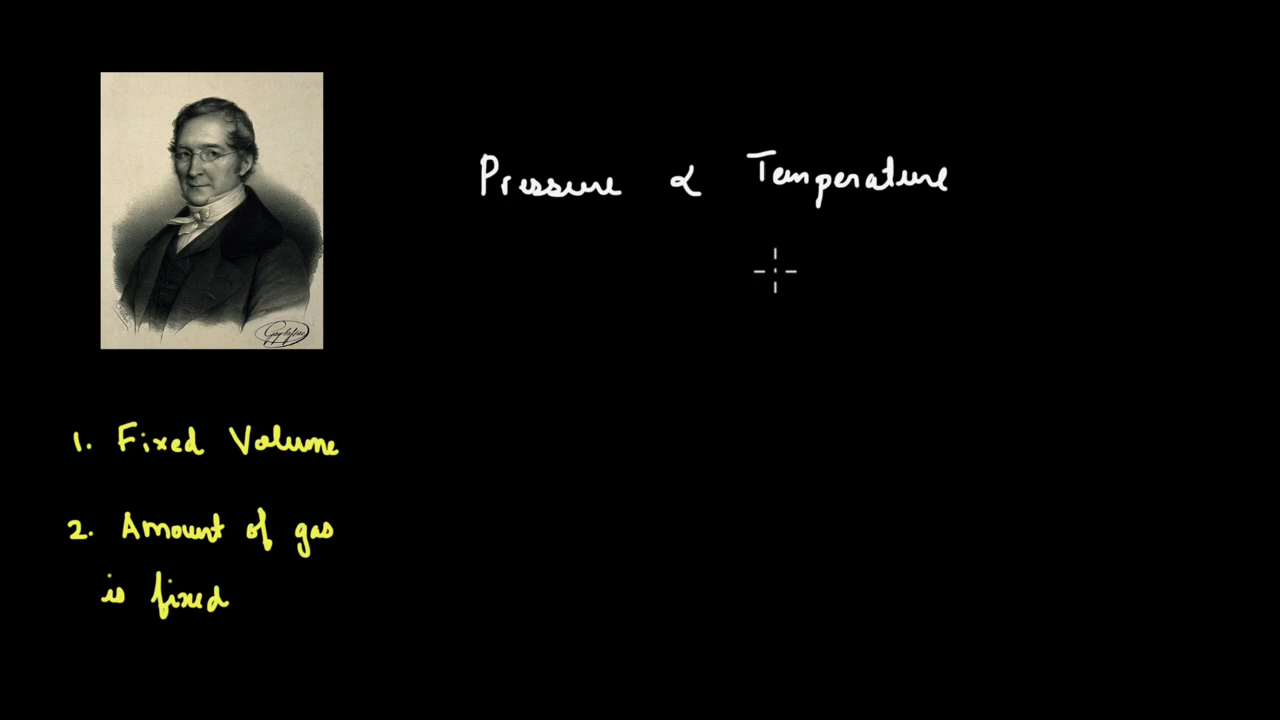 Pressure ∝ Temperature
1. Fixed Volume
2. Amount of gas
is fixed